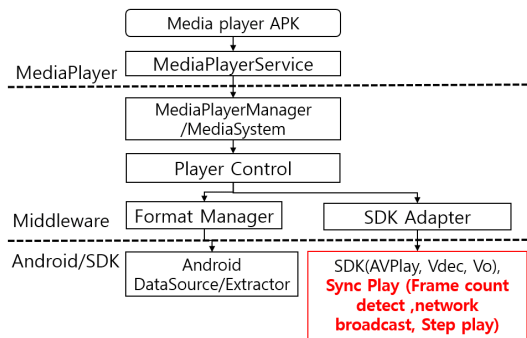 Media player APK
MediaPlayerService
MediaPlayer
MediaPlayerManager
/MediaSystem
Player Control
Format Manager
SDK Adapter
Middleware
Android/SDK
Android
DataSource/Extractor
SDK(AVPlay, Vdec, Vo),
Sync Play (Frame count
detect ,network
broadcast, Step play)